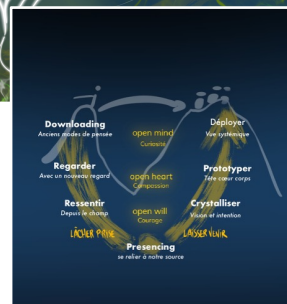 Downloading
Anciens modes de pensée
open mind
Curiosité
Déployer
Vue systémique
Regarder
Avec un nouveau regard
open heart
Compassion
Prototyper
Tête cœur corps
Ressentir
Depuis le champ
open will
Courage
Cristalliser
Vision et intention
LÂCHER PRISE
LAISSER VENIR
Presencing
se relier à notre source